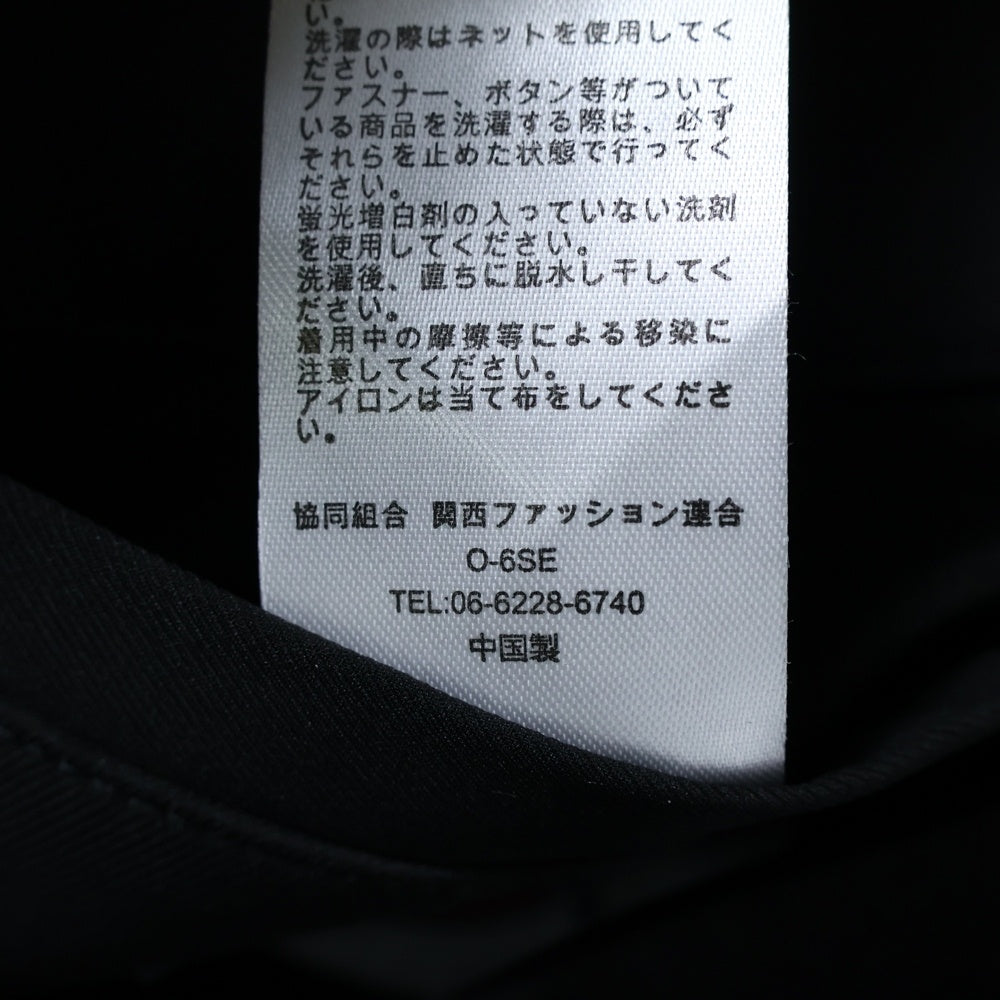 い。
洗濯の際はネットを使用してく
ださい。
ファスナー、ボタン等がついて
いる商品を洗濯する際は、必ず
それらを止めた状態で行ってく
ださい。
蛍光増白剤の入っていない洗剤
を使用してください。
洗濯後、直ちに脱水し干してく
ださい。
着用中の摩擦等による移染に
注意してください。
アイロンは当て布をしてくださ
い。
協同組合 関西ファッション連合
O-6SE
TEL:06-6228-6740
中国製